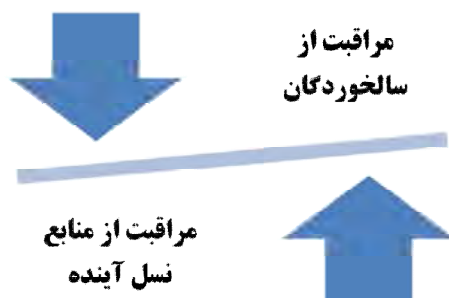 مراقبت از
سالخوردگان
مراقبت از منابع
نسل آینده